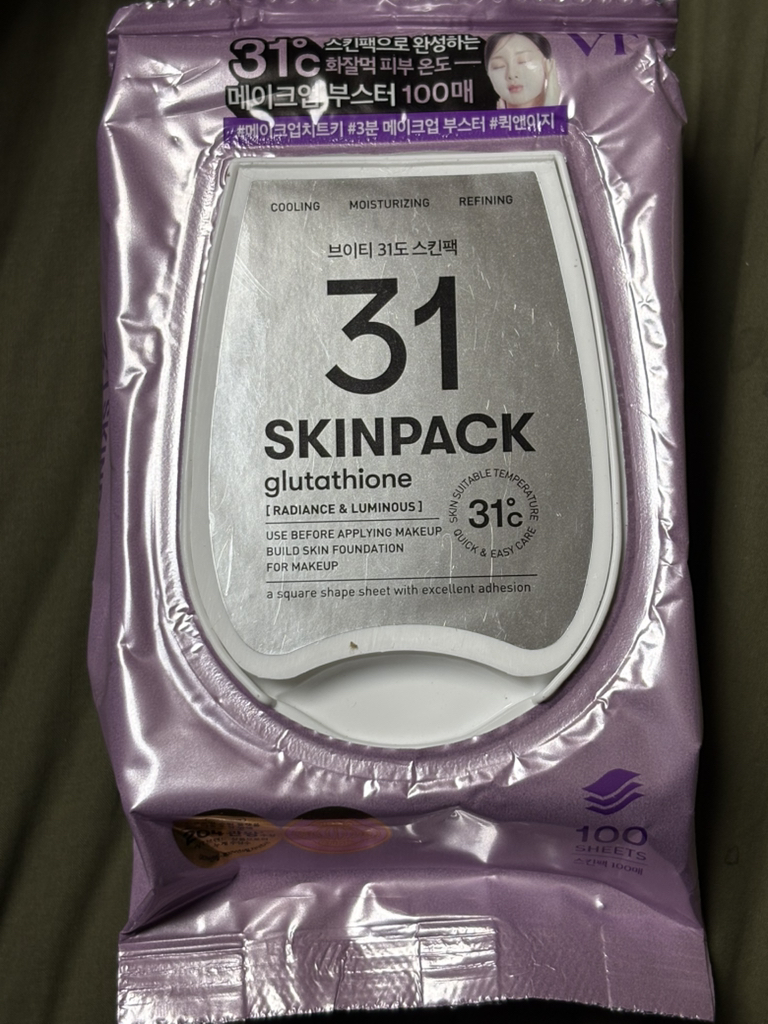 31℃
스킨팩으로 완성하는
화잘먹 피부 온도
메이크업 부스터 100매
#메이크업치트키 #3분 메이크업 부스터 #퀵앤이지
COOLING MOISTURIZING REFINING
브이티 31도 스킨팩
31
SKINPACK
glutathione
[ RADIANCE & LUMINOUS ]
USE BEFORE APPLYING MAKEUP
BUILD SKIN FOUNDATION
FOR MAKEUP
SKIN SUITABLE TEMPERATURE
31℃
QUICK & EASY CARE
a square shape sheet with excellent adhesion
100
SHEETS
스킨팩 100매